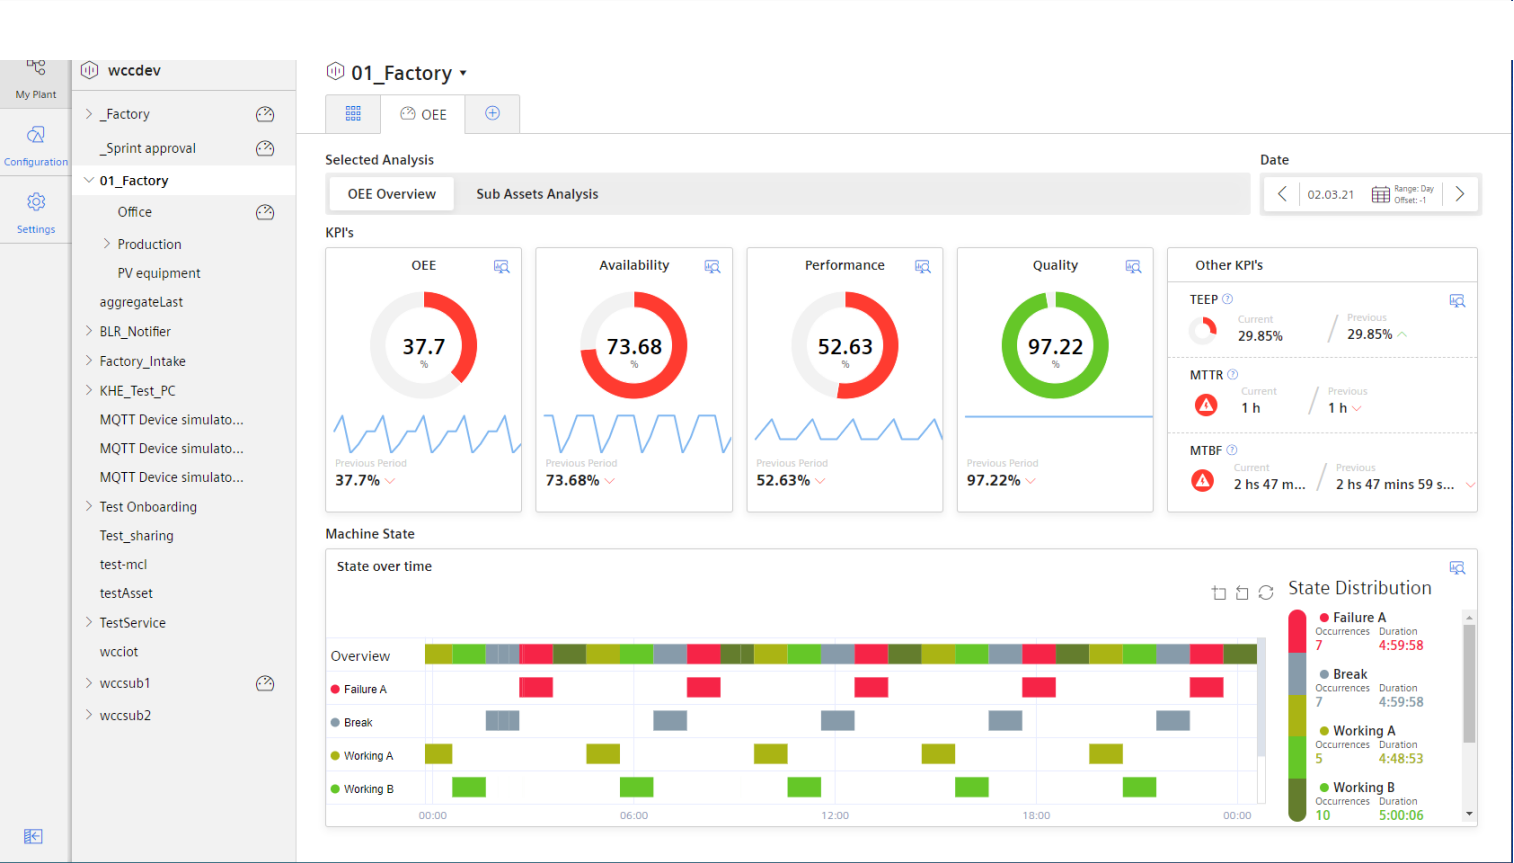 My Plant
Configuration
Settings
wccdev
_Factory
_Sprint approval
01_Factory
Office
Production
PV equipment
aggregateLast
BLR_Notifier
Factory_Intake
KHE_Test_PC
MQTT Device simulato...
MQTT Device simulato...
MQTT Device simulato...
Test Onboarding
Test_sharing
test-mcl
testAsset
TestService
wcciot
wccsub1
wccsub2
01_Factory
OEE
Selected Analysis
OEE Overview Sub Assets Analysis
Date
02.03.21
Range: Day
Offset: -1
KPI's
OEE
37.7
%
Previous Period
37.7%
Availability
73.68
%
Previous Period
73.68%
Performance
52.63
%
Previous Period
52.63%
Quality
97.22
%
Previous Period
97.22%
Other KPI's
TEEP
Current Previous
29.85% / 29.85%
MTTR
Current Previous
1 h / 1 h
MTBF
Current Previous
2 hs 47 m... / 2 hs 47 mins 59 s...
Machine State
State over time
Overview
Failure A
Break
Working A
Working B
00:00 06:00 12:00 18:00 00:00
State Distribution
Failure A
Occurrences Duration
7 4:59:58
Break
Occurrences Duration
7 4:59:58
Working A
Occurrences Duration
5 4:48:53
Working B
Occurrences Duration
10 5:00:06